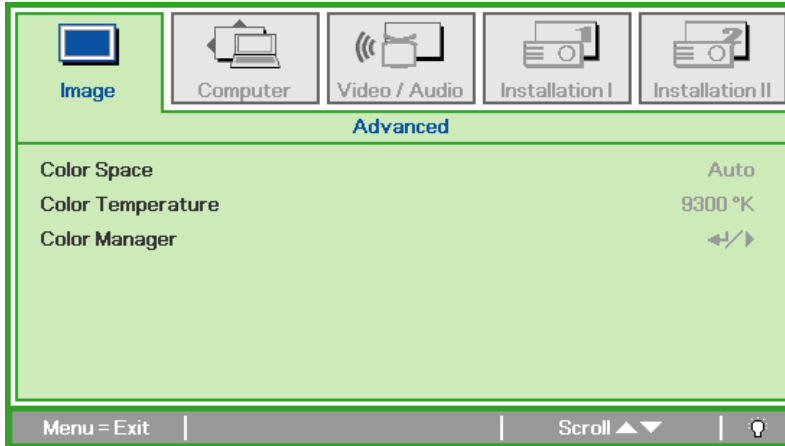 Image Computer Video / Audio Installation I Installation II
Advanced
Color Space Auto
Color Temperature 9300 °K
Color Manager
Menu = Exit Scroll